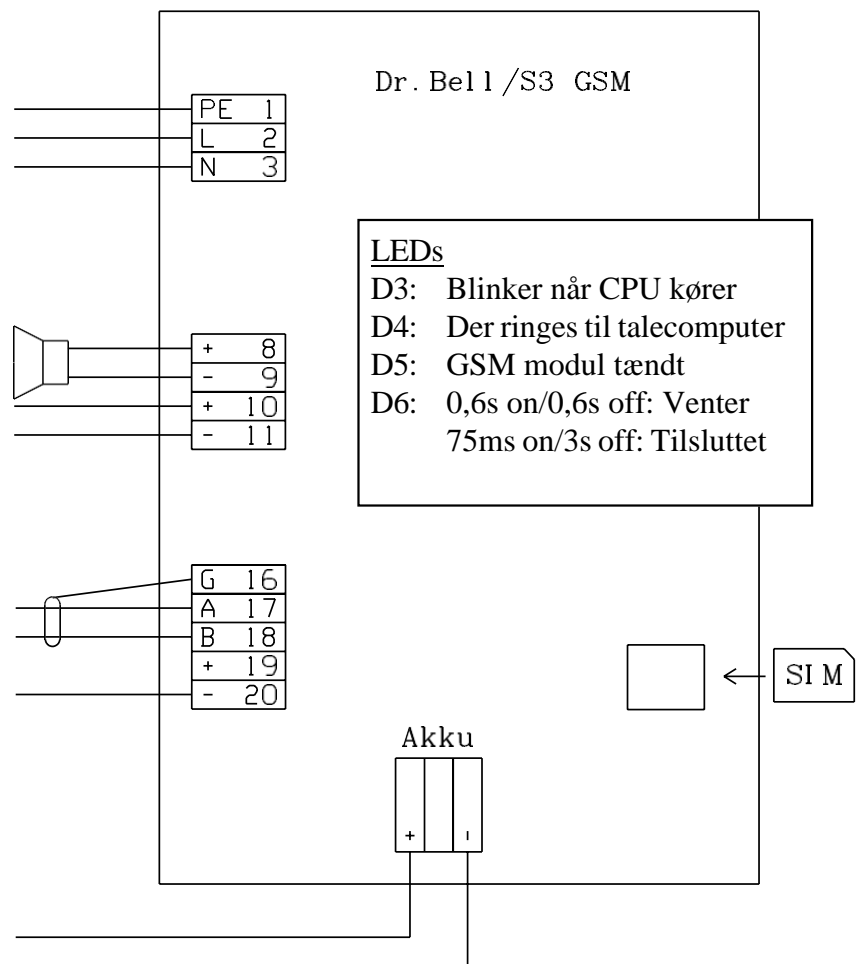 Dr.Bell/S3 GSM
PE 1
L 2
N 3
LEDs
D3: Blinker når CPU kører
D4: Der ringes til talecomputer
D5: GSM modul tændt
D6: 0,6s on/0,6s off: Venter
75ms on/3s off: Tilsluttet
+ 8
- 9
+ 10
- 11
G 16
A 17
B 18
+ 19
- 20
SIM
Akku
+ -